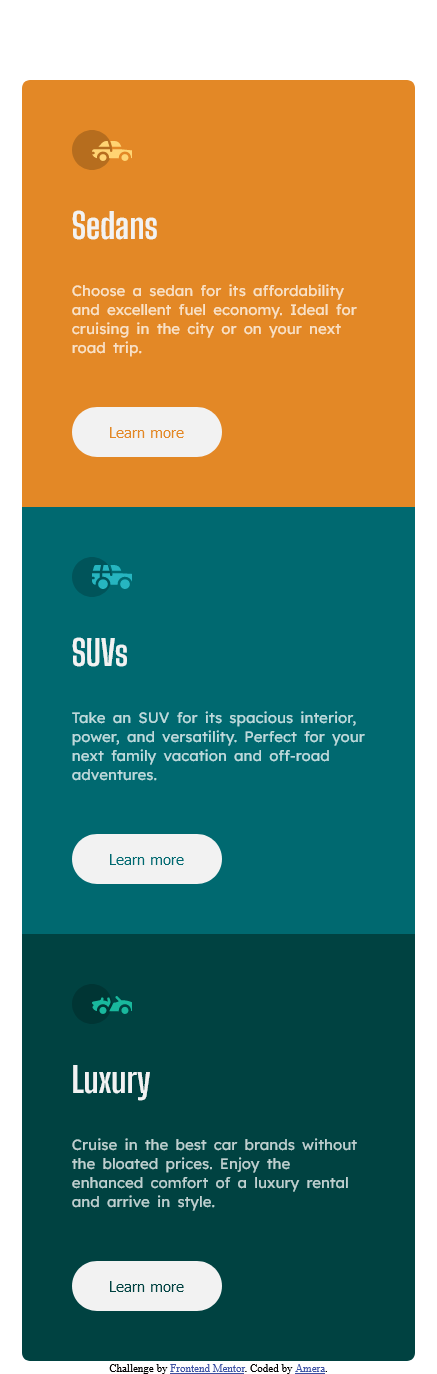 Sedans
Choose a sedan for its affordability
and excellent fuel economy. Ideal for
cruising in the city or on your next
road trip.
Learn more
SUVs
Take an SUV for its spacious interior,
power, and versatility. Perfect for your
next family vacation and off-road
adventures.
Learn more
Luxury
Cruise in the best car brands without
the bloated prices. Enjoy the
enhanced comfort of a luxury rental
and arrive in style.
Learn more
Challenge by Frontend Mentor. Coded by Amera.